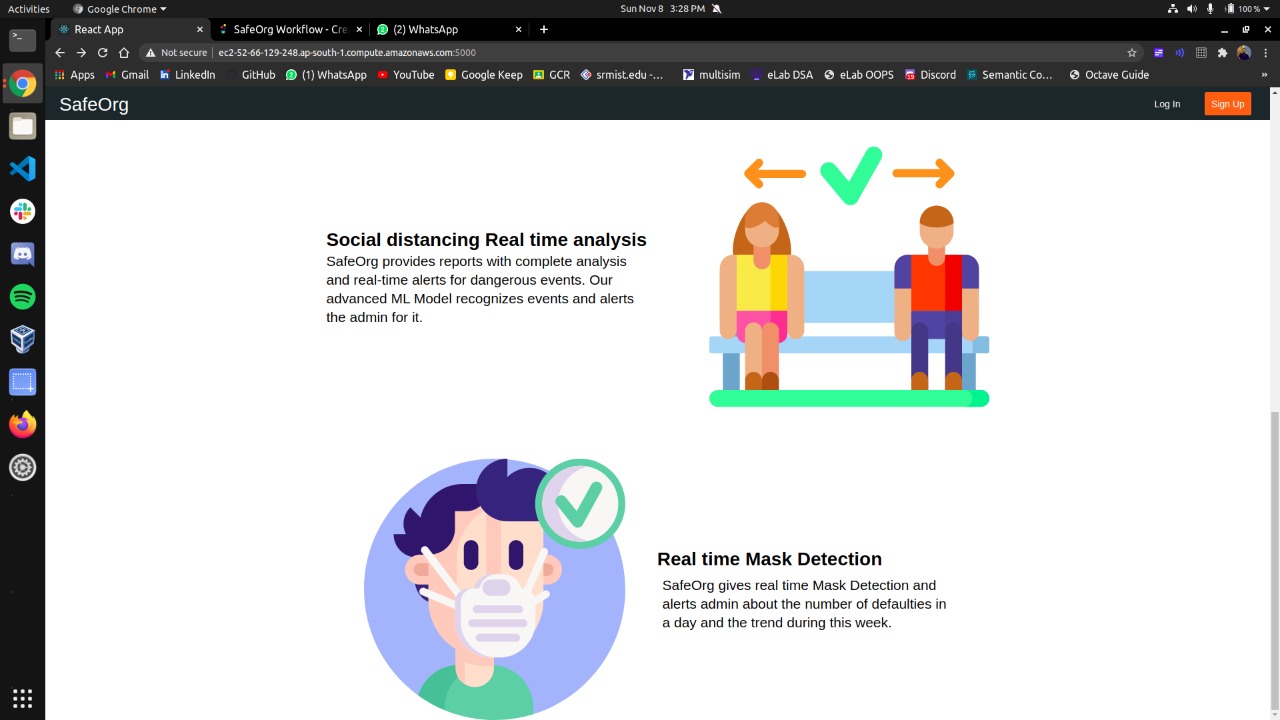 Activities Google Chrome Sun Nov 8 3:28 PM 100 %
React App SafeOrg Workflow - Cre (2) WhatsApp
Not secure ec2-52-66-129-248.ap-south-1.compute.amazonaws.com:5000
Apps Gmail LinkedIn GitHub (1) WhatsApp YouTube Google Keep GCR srmist.edu -... multisim eLab DSA eLab OOPS Discord Semantic Co... Octave Guide »
SafeOrg Log In Sign Up
Social distancing Real time analysis
SafeOrg provides reports with complete analysis
and real-time alerts for dangerous events. Our
advanced ML Model recognizes events and alerts
the admin for it.
Real time Mask Detection
SafeOrg gives real time Mask Detection and
alerts admin about the number of defaulties in
a day and the trend during this week.